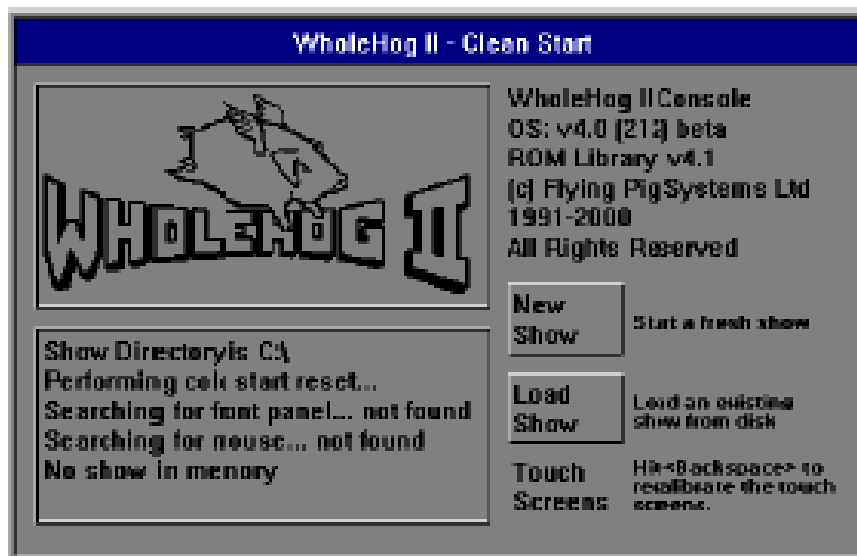 WholeHog II - Clean Start
WHOLEHOG II
WholeHog II Console
OS: v4.0 (212) beta
ROM Library v4.1
(c) Flying Pig Systems Ltd
1991-2000
All Rights Reserved
New
Show
Start a fresh show
Load
Show
Load an existing
show from disk
Touch
Screens
Hit <Backspace> to
recalibrate the touch
screens.
Show Directory is C:\
Performing cold start reset...
Searching for front panel... not found
Searching for mouse... not found
No show in memory